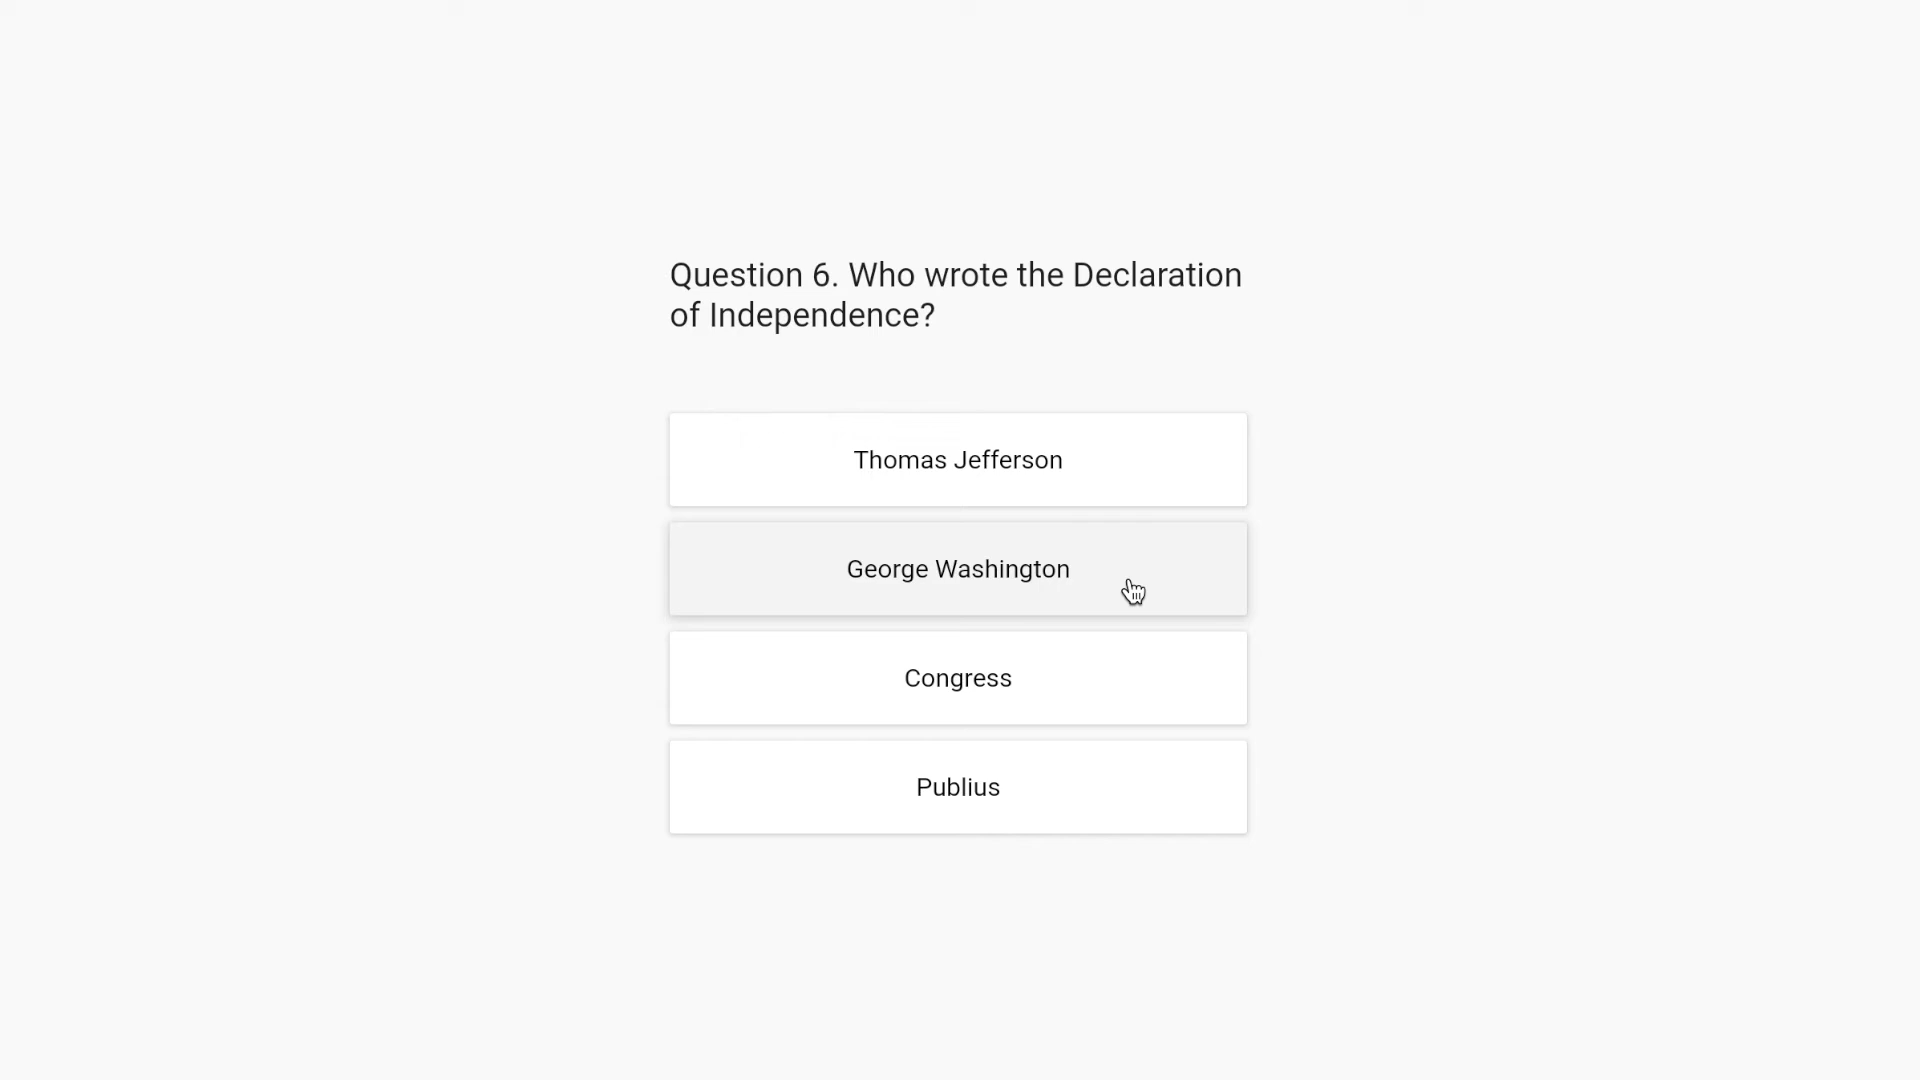 Question 6. Who wrote the Declaration
of Independence?
Thomas Jefferson
George Washington
Congress
Publius